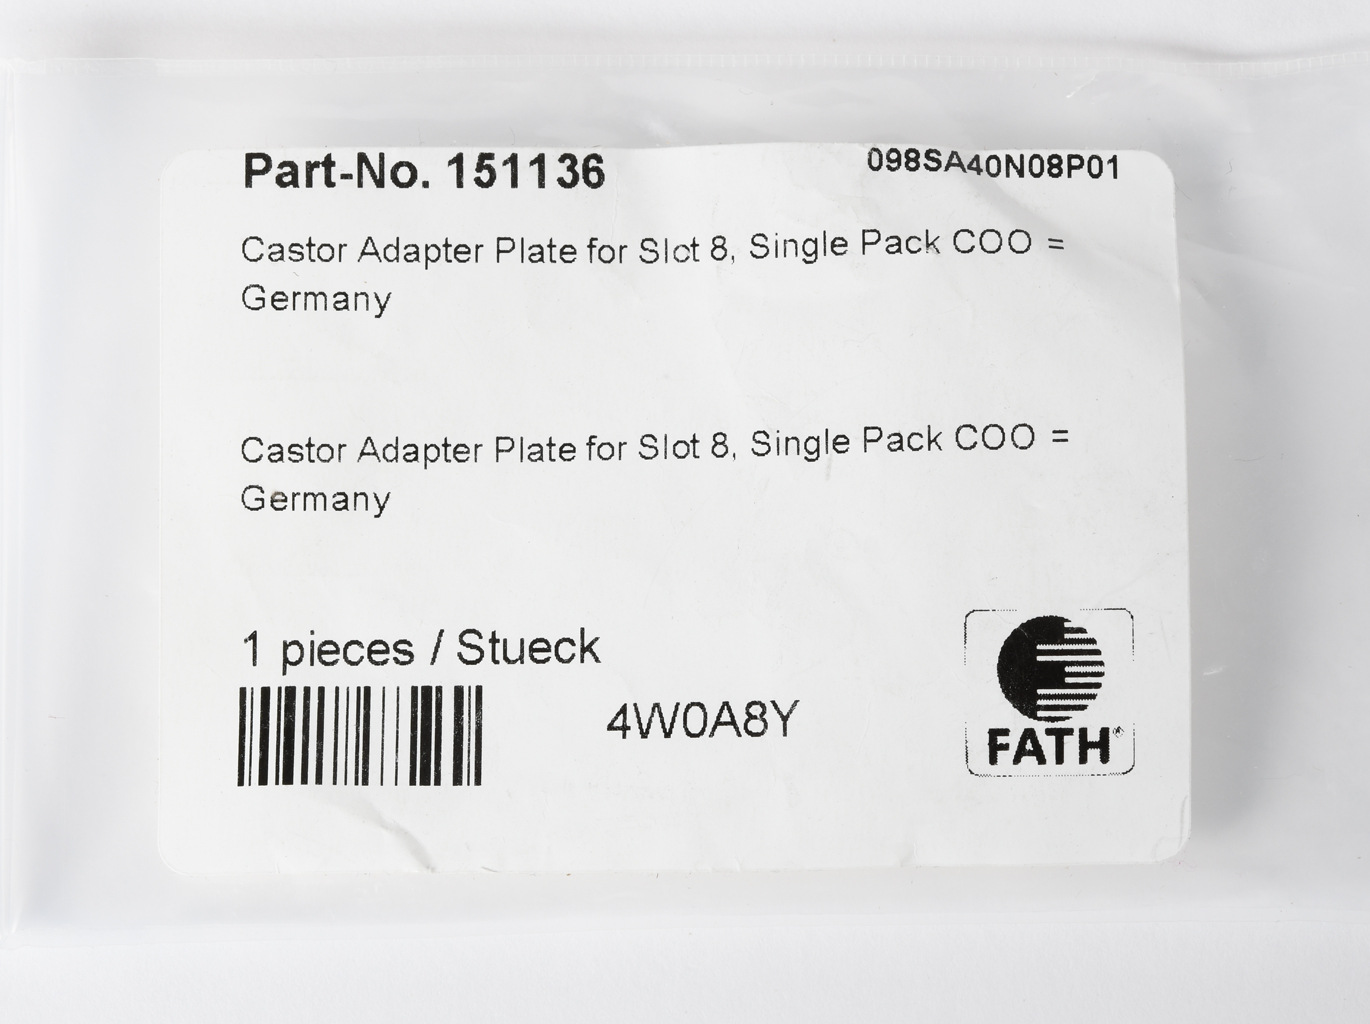 Part-No. 151136
098SA40N08P01
Castor Adapter Plate for Slot 8, Single Pack COO =
Germany
Castor Adapter Plate for Slot 8, Single Pack COO =
Germany
1 pieces / Stueck
4W0A8Y
FATH®